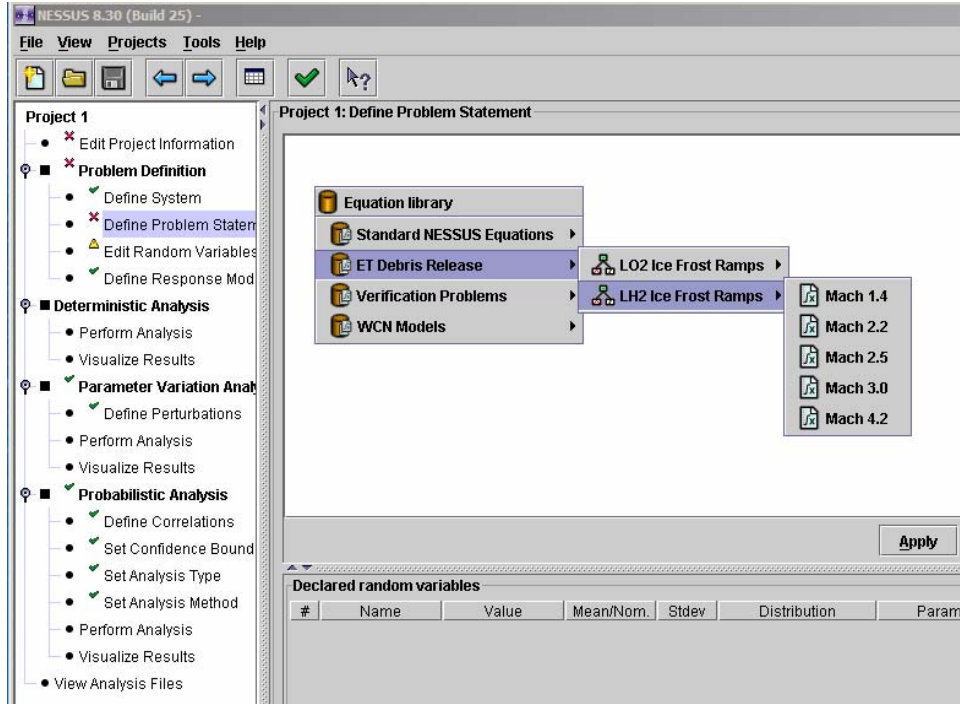 NESSUS 8.30 (Build 25) -
File View Projects Tools Help
Project 1
Edit Project Information
Problem Definition
Define System
Define Problem Statem
Edit Random Variables
Define Response Mod
Deterministic Analysis
Perform Analysis
Visualize Results
Parameter Variation Anal
Define Perturbations
Perform Analysis
Visualize Results
Probabilistic Analysis
Define Correlations
Set Confidence Bound
Set Analysis Type
Set Analysis Method
Perform Analysis
Visualize Results
View Analysis Files
Project 1: Define Problem Statement
Equation library
Standard NESSUS Equations
ET Debris Release
Verification Problems
WCN Models
LO2 Ice Frost Ramps
LH2 Ice Frost Ramps
Mach 1.4
Mach 2.2
Mach 2.5
Mach 3.0
Mach 4.2
Apply
Declared random variables
# Name Value Mean/Nom. Stdev Distribution Param